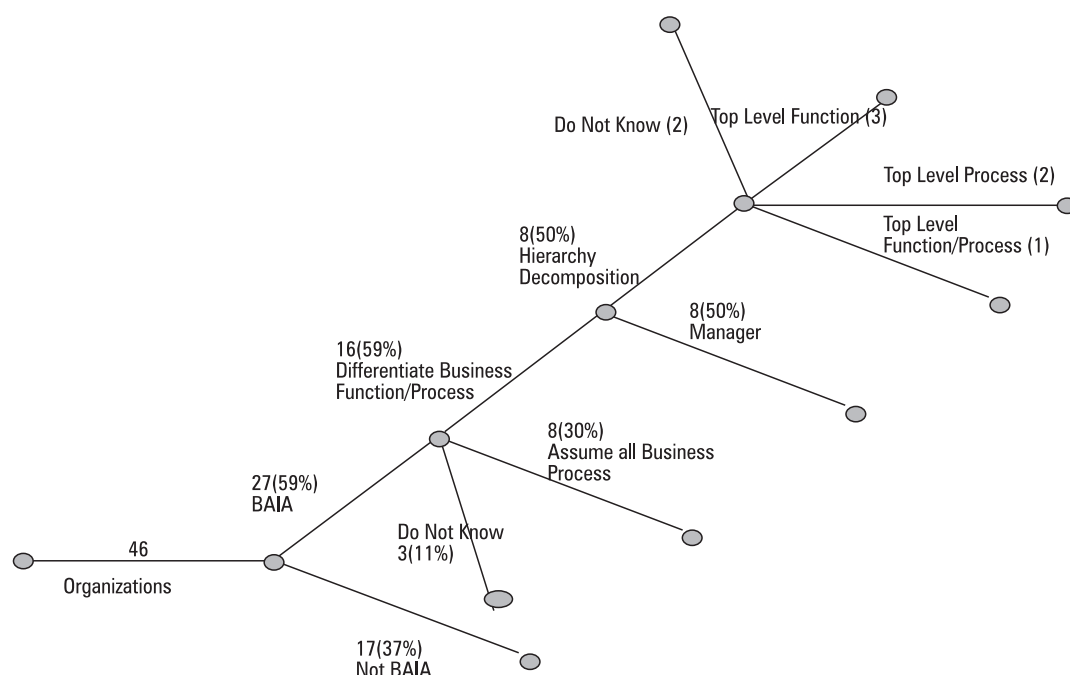 Do Not Know (2)
Top Level Function (3)
Top Level Process (2)
Top Level
Function/Process (1)
8(50%)
Hierarchy
Decomposition
8(50%)
Manager
16(59%)
Differentiate Business
Function/Process
8(30%)
Assume all Business
Process
27(59%)
BAIA
Do Not Know
3(11%)
46
Organizations
17(37%)
Not BAIA